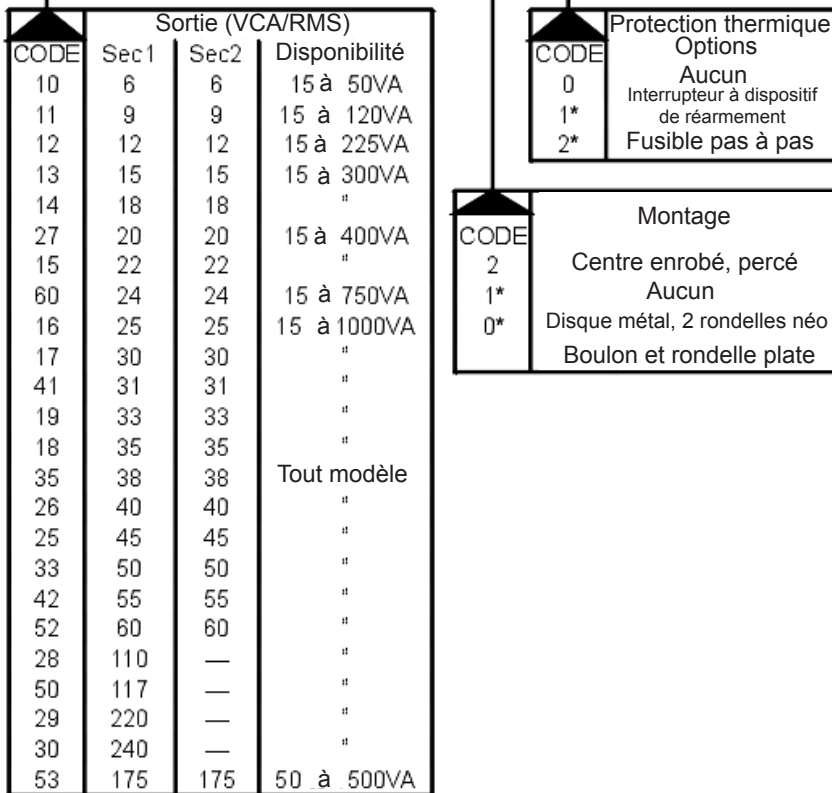 Sortie (VCA/RMS)
CODE Sec1 Sec2 Disponibilité
10 6 6 15 à 50VA
11 9 9 15 à 120VA
12 12 12 15 à 225VA
13 15 15 15 à 300VA
14 18 18 "
27 20 20 15 à 400VA
15 22 22 "
60 24 24 15 à 750VA
16 25 25 15 à 1000VA
17 30 30 "
41 31 31 "
19 33 33 "
18 35 35 "
35 38 38 Tout modèle
26 40 40 "
25 45 45 "
33 50 50 "
42 55 55 "
52 60 60 "
28 110 — "
50 117 — "
29 220 — "
30 240 — "
53 175 175 50 à 500VA
Protection thermique
CODE Options
0 Aucun
Interrupteur à dispositif
1* de réarmement
2* Fusible pas à pas
Montage
CODE
2 Centre enrobé, percé
1* Aucun
0* Disque métal, 2 rondelles néo
Boulon et rondelle plate